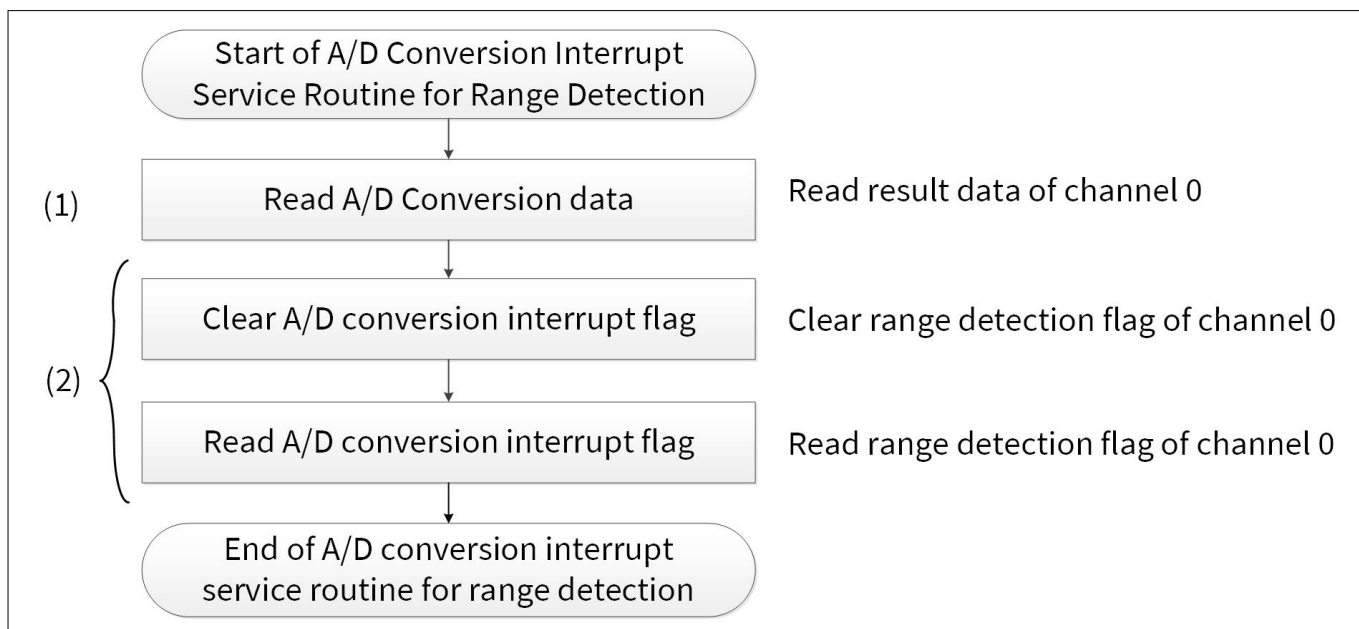 Start of A/D Conversion Interrupt
Service Routine for Range Detection
(1)
Read A/D Conversion data
Read result data of channel 0
Clear A/D conversion interrupt flag
Clear range detection flag of channel 0
(2)
Read A/D conversion interrupt flag
Read range detection flag of channel 0
End of A/D conversion interrupt
service routine for range detection